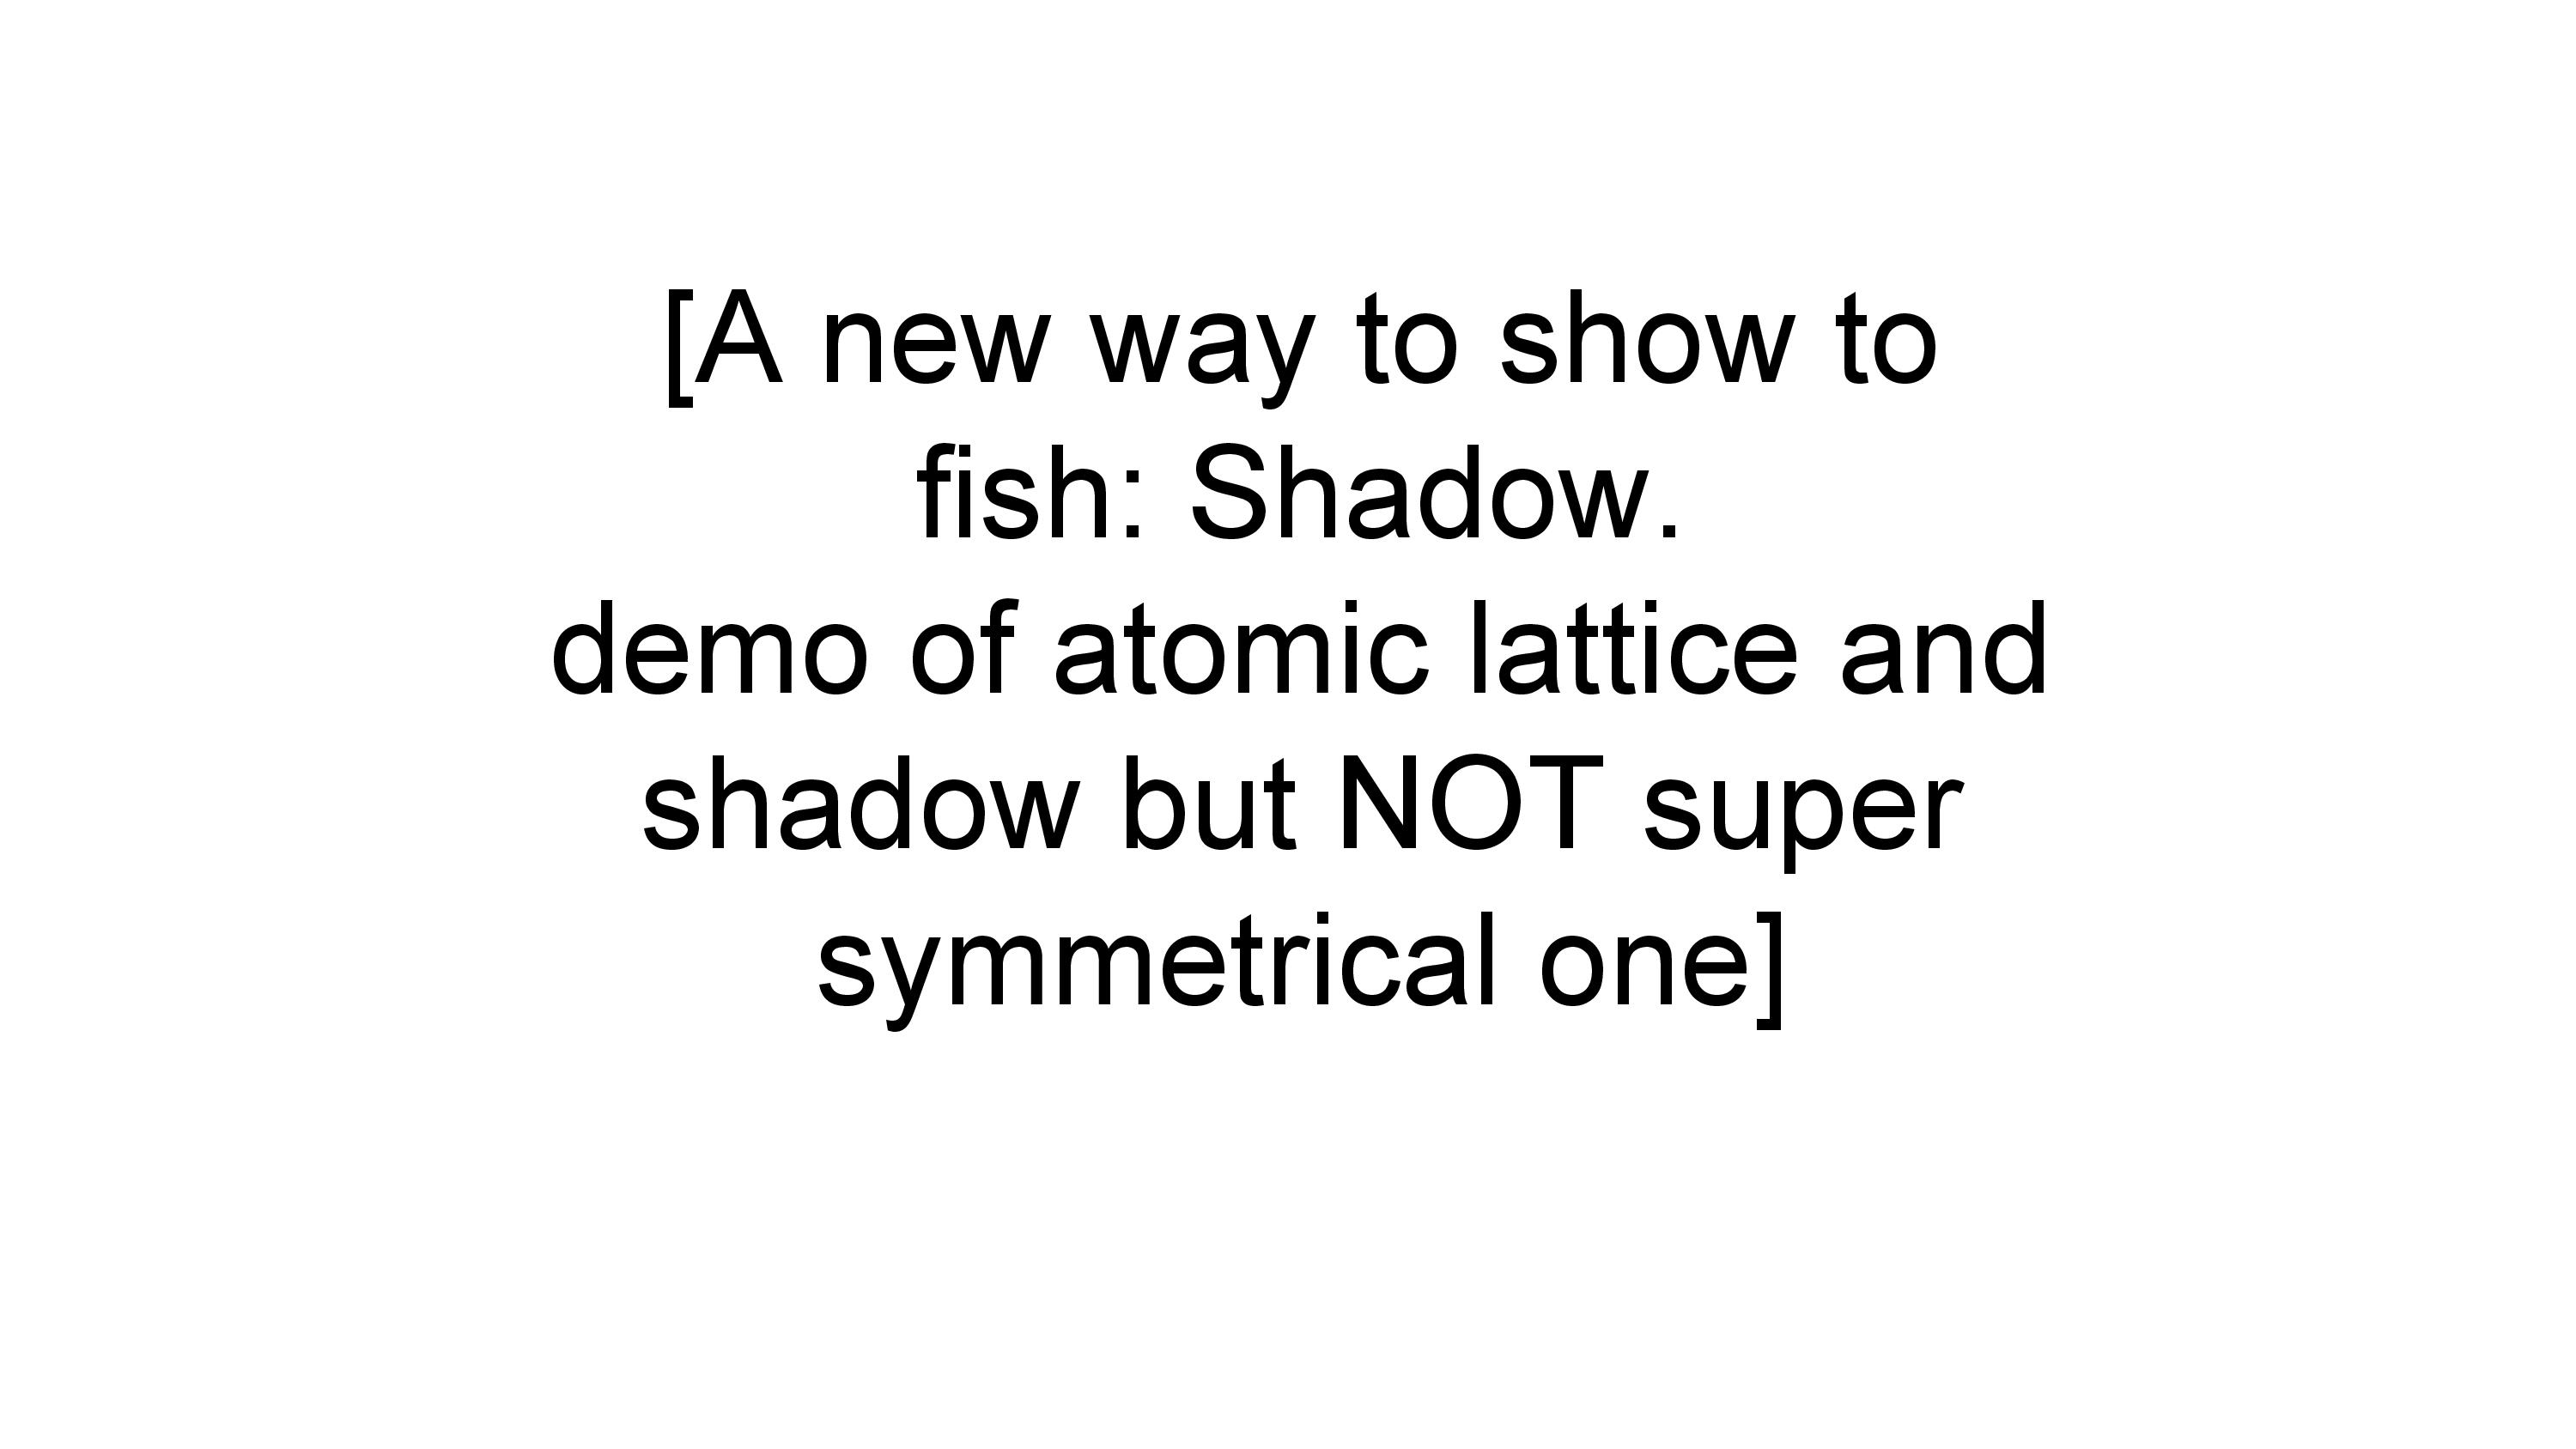 [A new way to show to
fish: Shadow.
demo of atomic lattice and
shadow but NOT super
symmetrical one]